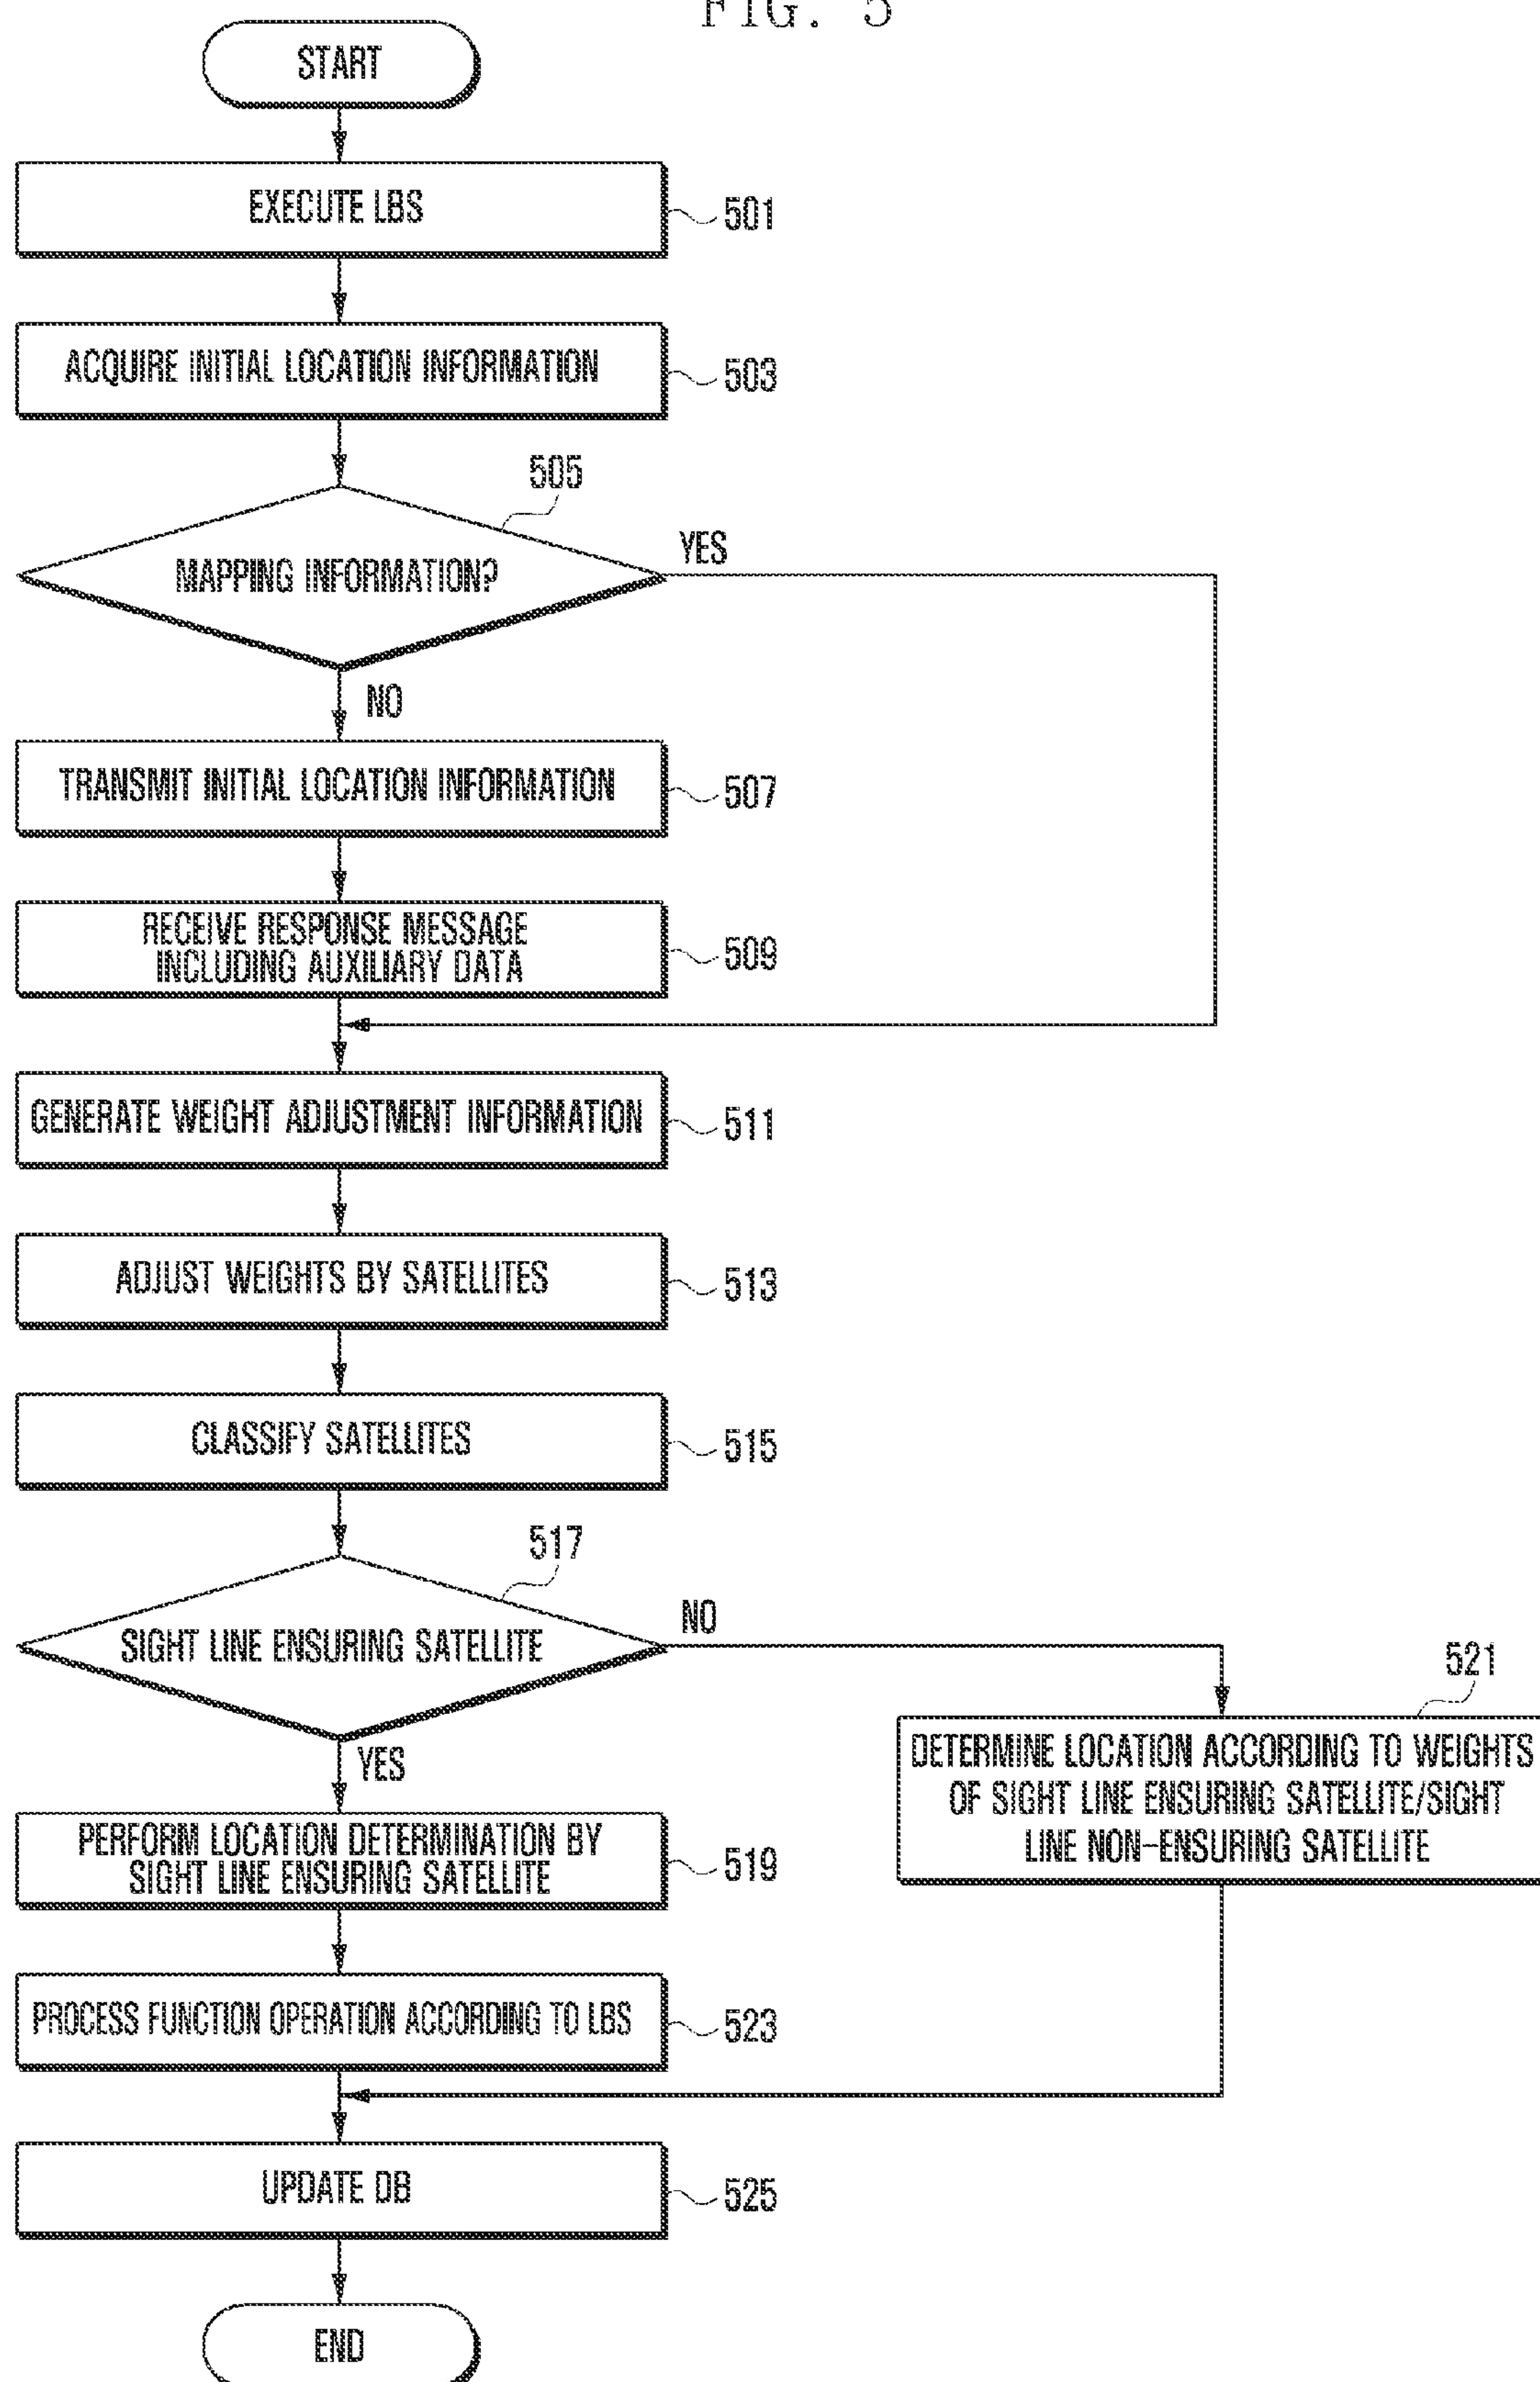 FIG. 5
START
EXECUTE LBS
501
ACQUIRE INITIAL LOCATION INFORMATION
503
505
MAPPING INFORMATION?
YES
NO
TRANSMIT INITIAL LOCATION INFORMATION
507
RECEIVE RESPONSE MESSAGE
INCLUDING AUXILIARY DATA
509
GENERATE WEIGHT ADJUSTMENT INFORMATION
511
ADJUST WEIGHTS BY SATELLITES
513
CLASSIFY SATELLITES
515
517
SIGHT LINE ENSURING SATELLITE
NO
YES
521
DETERMINE LOCATION ACCORDING TO WEIGHTS
OF SIGHT LINE ENSURING SATELLITE/SIGHT
LINE NON-ENSURING SATELLITE
PERFORM LOCATION DETERMINATION BY
SIGHT LINE ENSURING SATELLITE
519
PROCESS FUNCTION OPERATION ACCORDING TO LBS
523
UPDATE DB
525
END